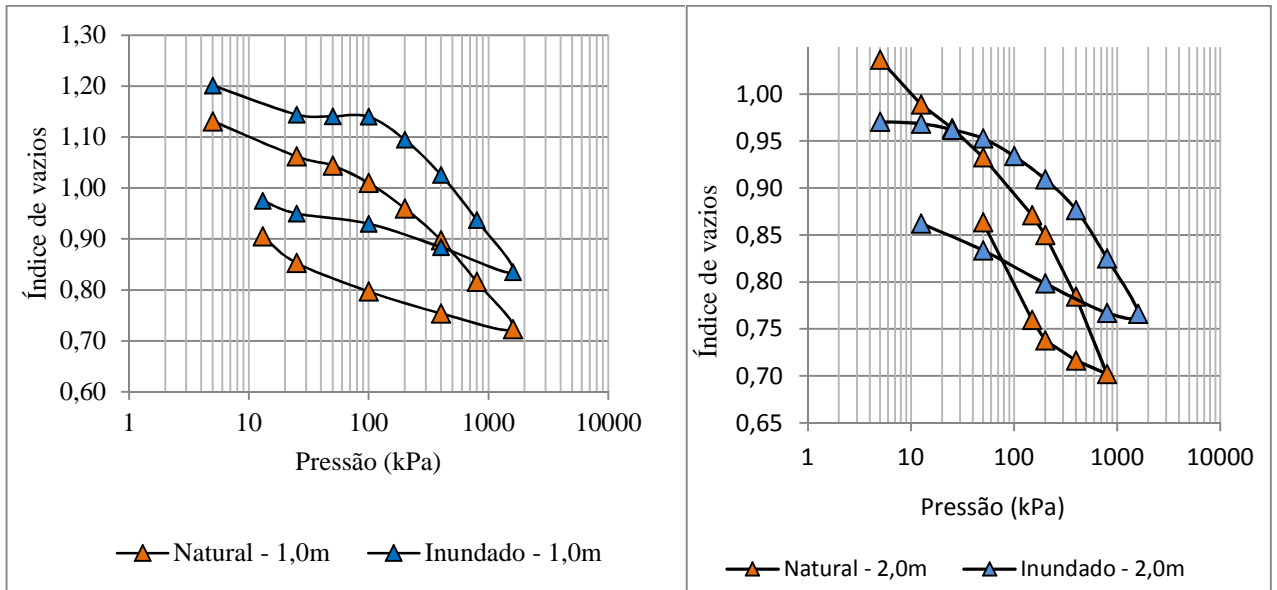 1,30
1,20
1,10
1,00
0,90
0,80
0,70
0,60
Índice de vazios
1 10 100 1000 10000
Pressão (kPa)
Natural - 1,0m Inundado - 1,0m
1,00
0,95
0,90
0,85
0,80
0,75
0,70
0,65
Índice de vazios
1 10 100 1000 10000
Pressão (kPa)
Natural - 2,0m Inundado - 2,0m